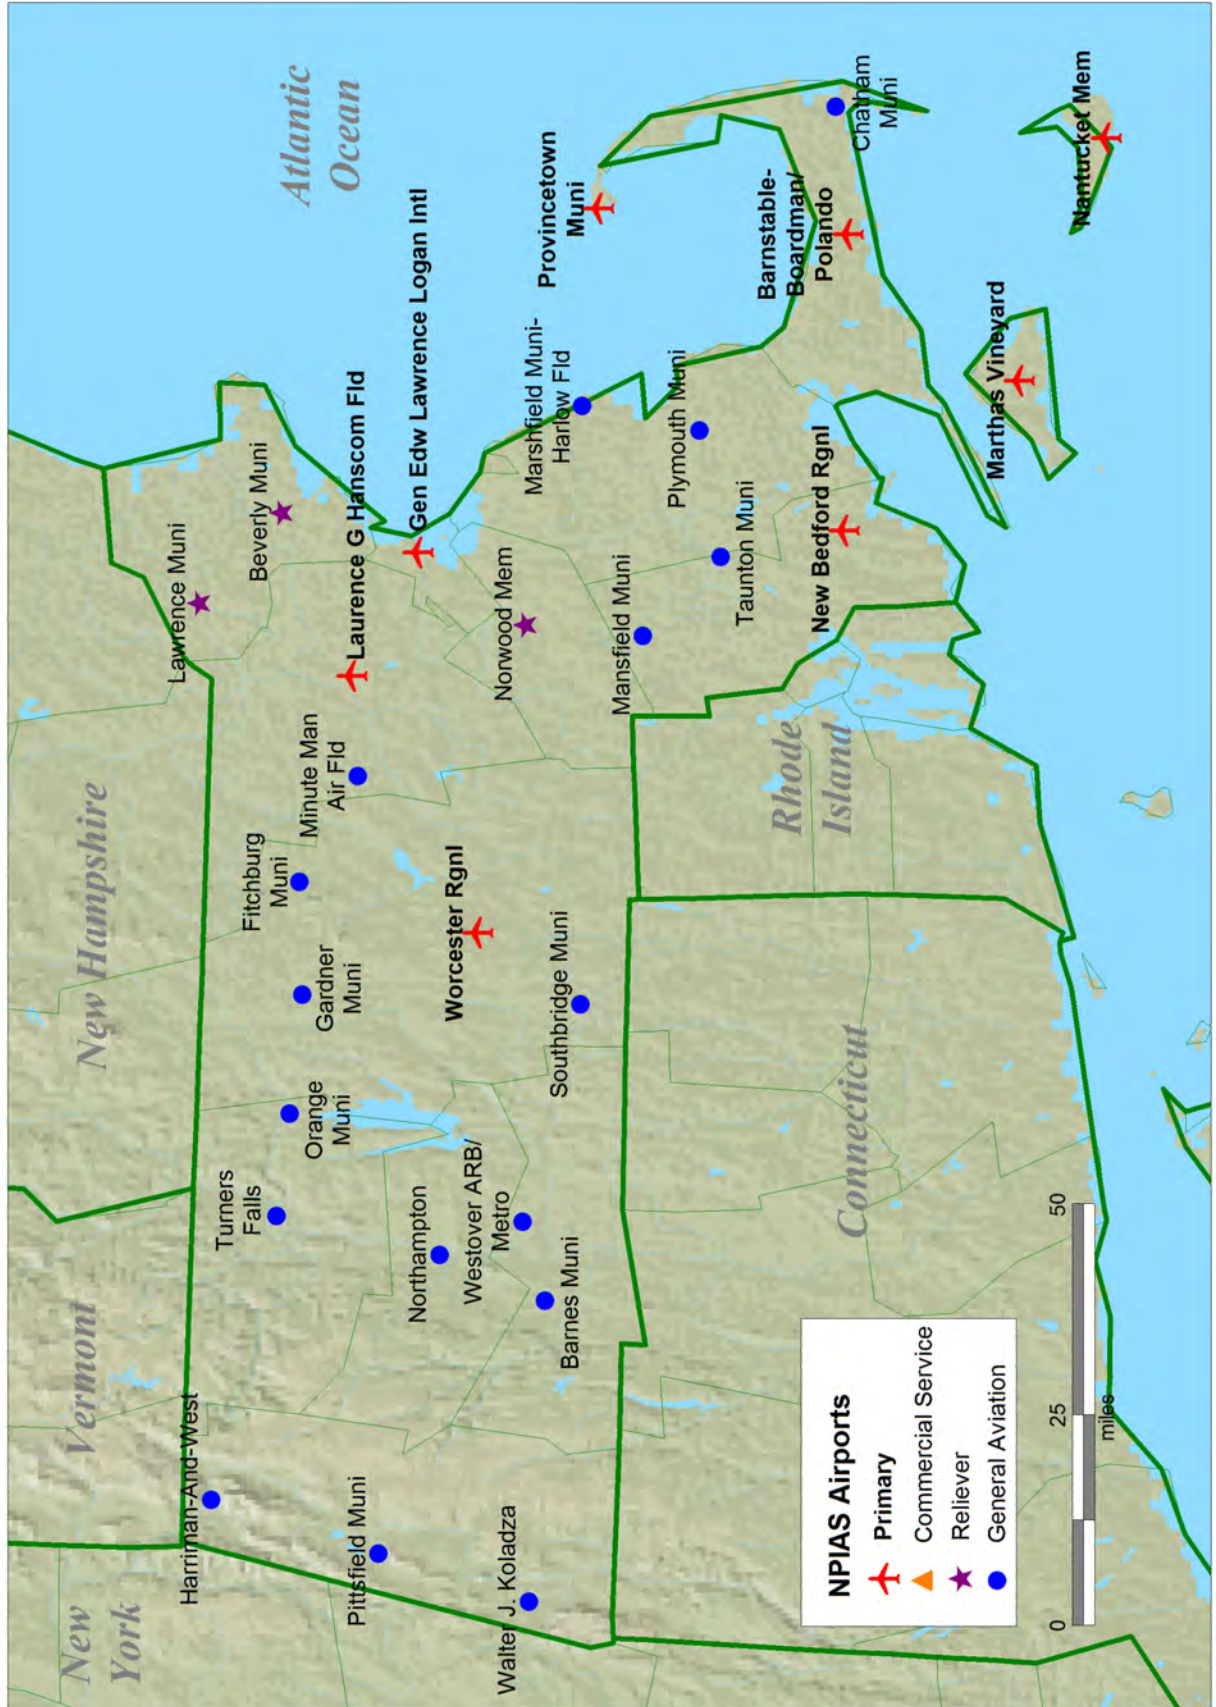 New
York
Vermont
New Hampshire
Atlantic
Ocean
Harriman-And-West
Turners
Falls
Orange
Muni
Gardner
Muni
Fitchburg
Muni
Minute Man
Air Fld
Lawrence Muni
Beverly Muni
Laurence G Hanscom Fld
Gen Edw Lawrence Logan Intl
Pittsfield Muni
Northampton
Worcester Rgnl
Norwood Mem
Marshfield Muni-
Harlow Fld
Provincetown
Muni
Walter J. Koladza
Westover ARB/
Metro
Barnes Muni
Southbridge Muni
Mansfield Muni
Plymouth Muni
Taunton Muni
Barnstable-
Boardman/
Polando
Chatham
Muni
New Bedford Rgnl
Rhode
Island
Connecticut
Marthas Vineyard
Nantucket Mem
NPIAS Airports
Primary
Commercial Service
Reliever
General Aviation
0 25 50
miles